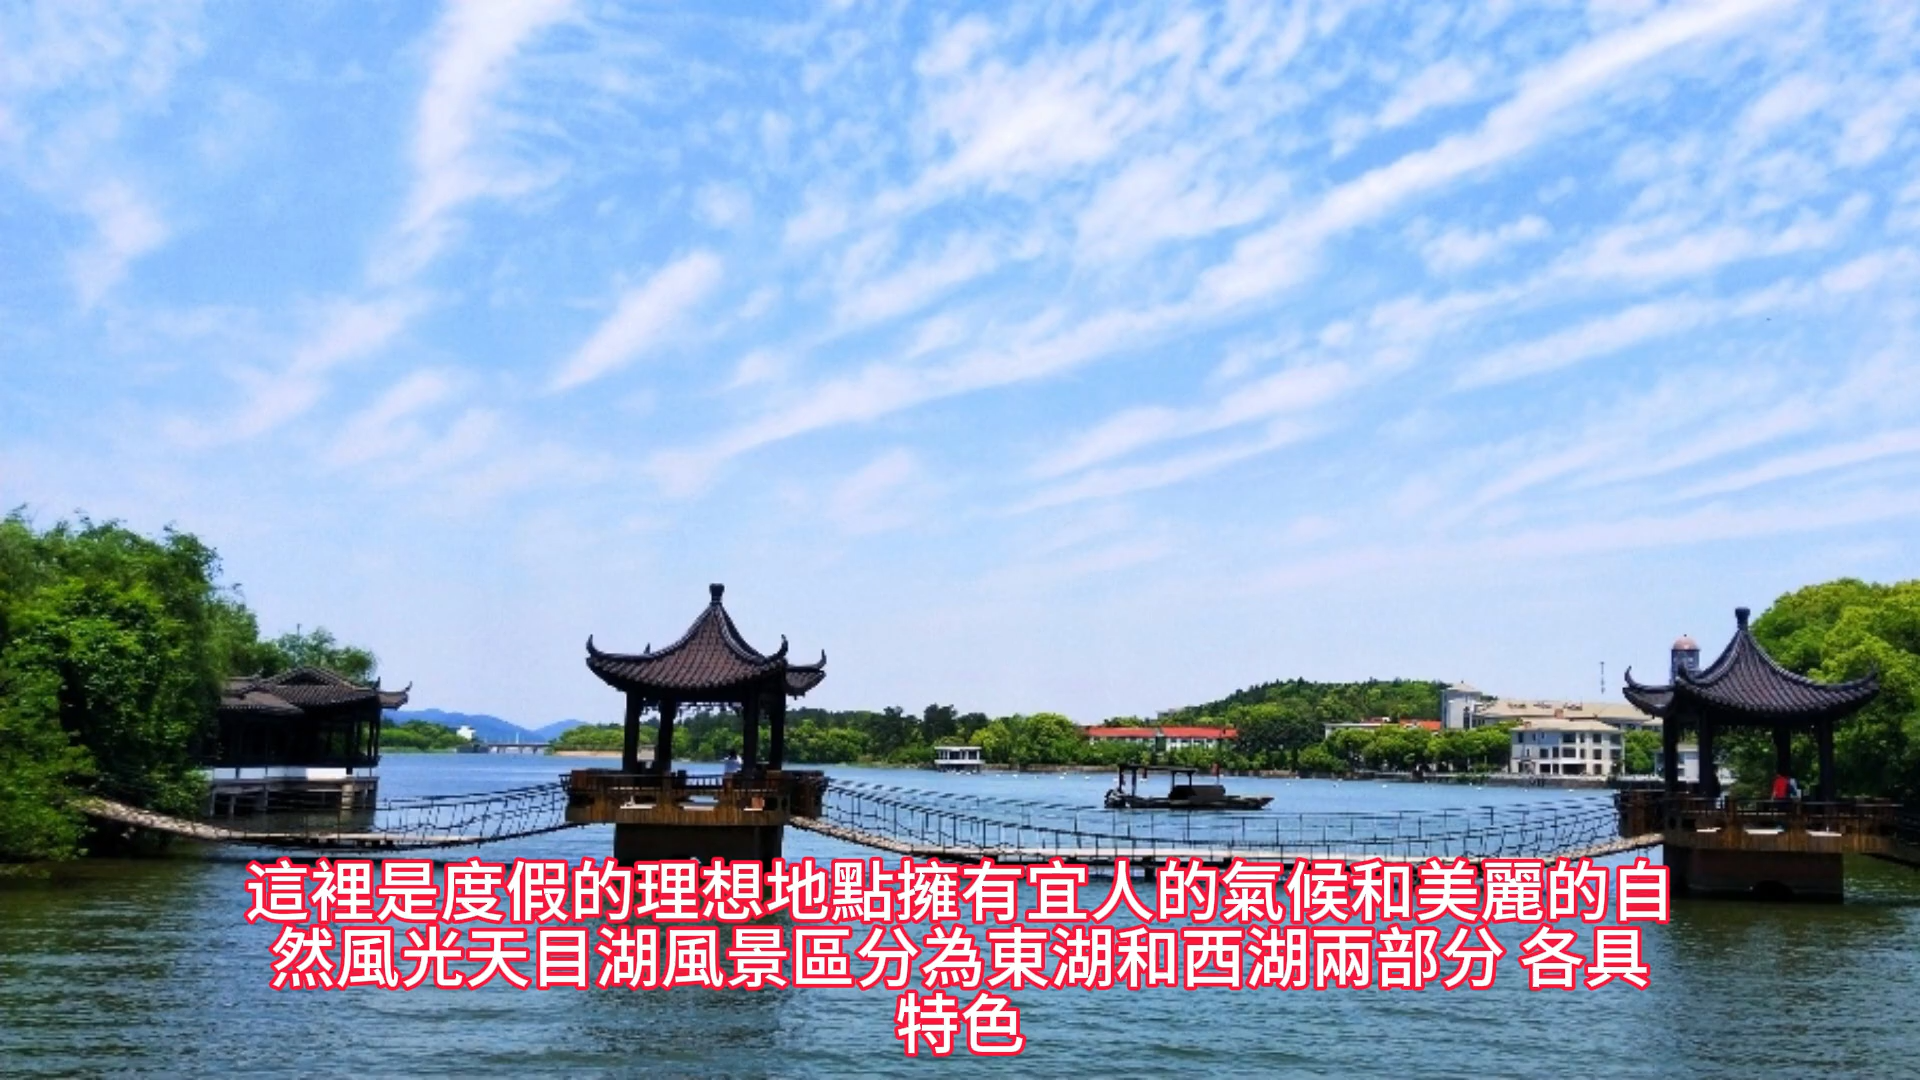 這裡是度假的理想地點擁有宜人的氣候和美麗的自
然風光天目湖風景區分為東湖和西湖兩部分 各具
特色